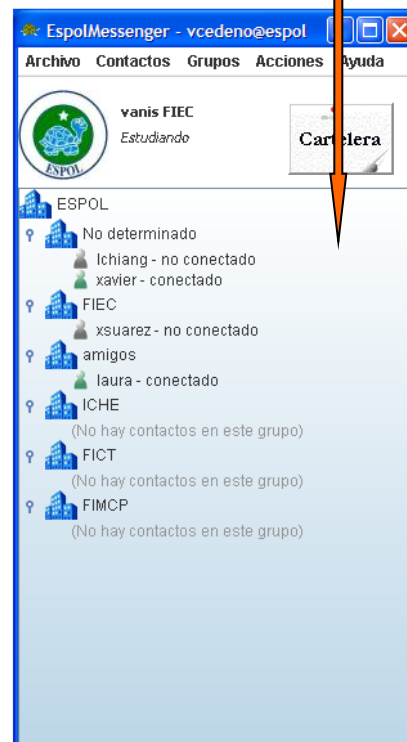 EspolMessenger - vcedeno@espol
Archivo Contactos Grupos Acciones Ayuda
vanis FIEC
Estudiando
Cartelera
ESPOL
ESPOL
No determinado
lchiang - no conectado
xavier - conectado
FIEC
xsuarez - no conectado
amigos
laura - conectado
ICHE
(No hay contactos en este grupo)
FICT
(No hay contactos en este grupo)
FIMCP
(No hay contactos en este grupo)